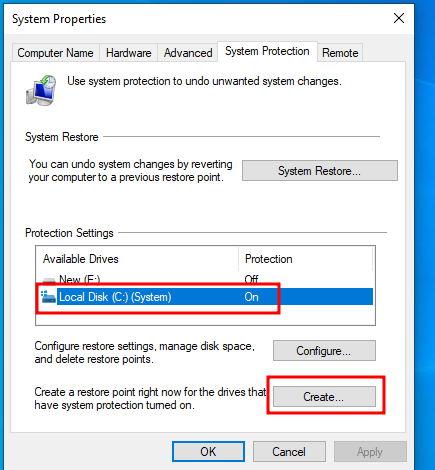 System Properties
Computer Name
Hardware
Advanced
System Protection
Remote
Use system protection to undo unwanted system changes.
System Restore
You can undo system changes by reverting
your computer to a previous restore point.
System Restore...
Protection Settings
Available Drives
Protection
New (E:)
Off
Local Disk (C:) (System)
On
Configure restore settings, manage disk space,
and delete restore points.
Configure...
Create a restore point right now for the drives that
have system protection turned on.
Create...
OK
Cancel
Apply